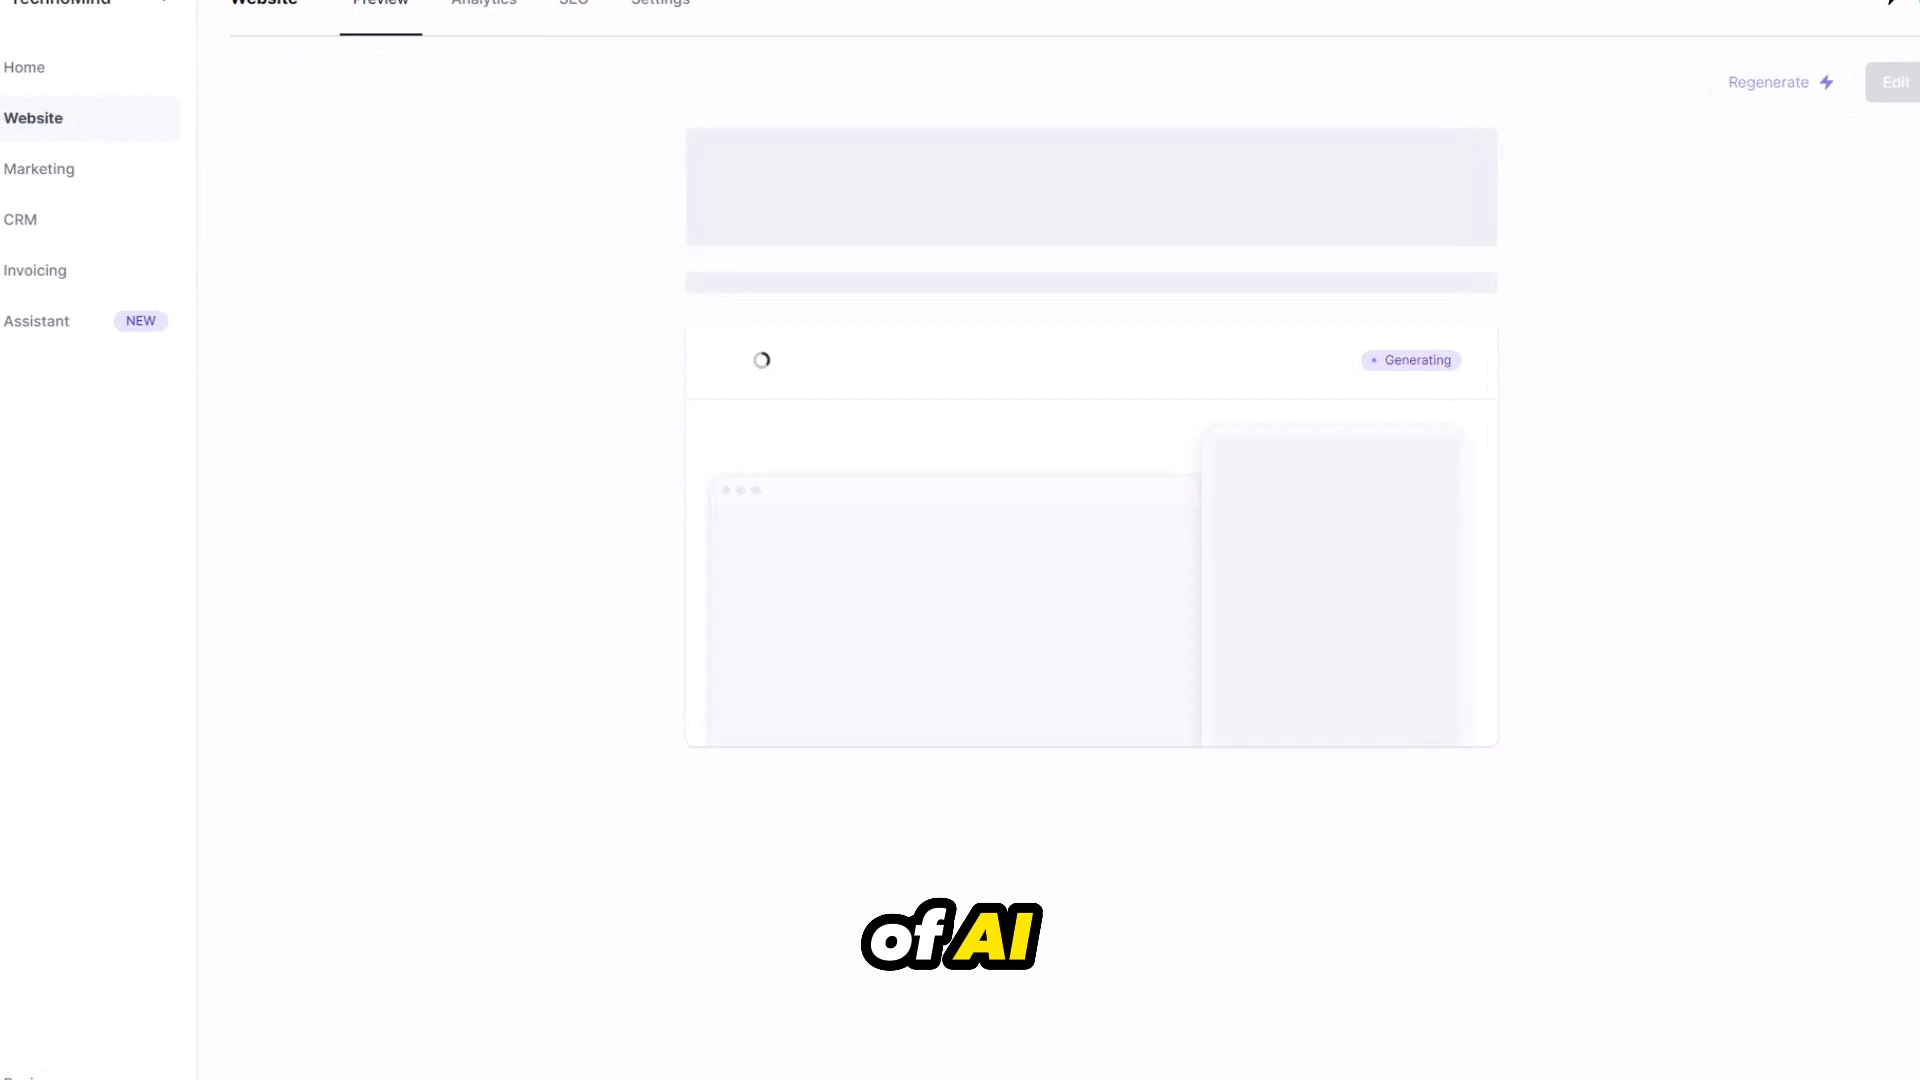 TechnoMind
Website
Preview
Analytics
SEO
Settings
Home
Website
Marketing
CRM
Invoicing
Assistant NEW
Regenerate
Edit
Generating
of AI